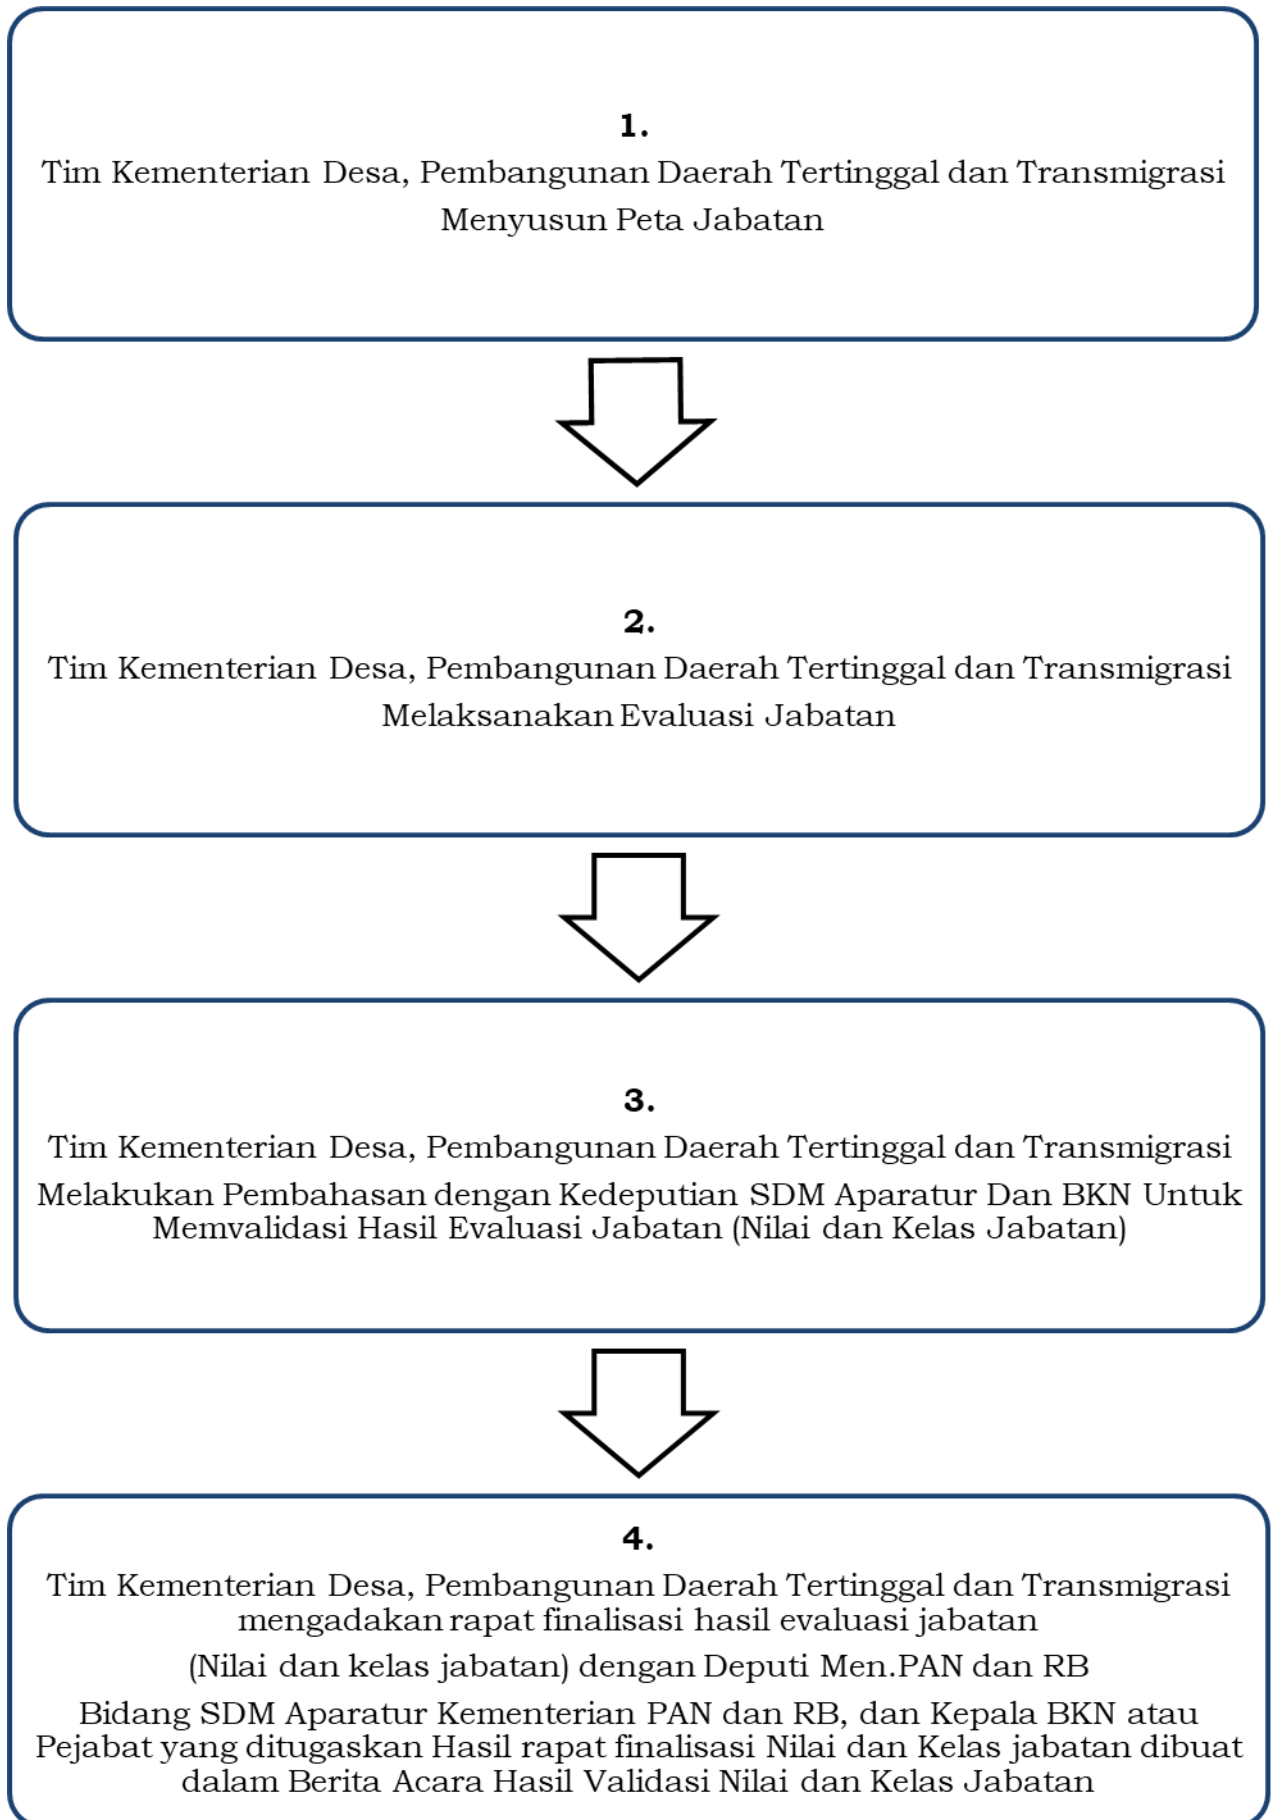 1.
Tim Kementerian Desa, Pembangunan Daerah Tertinggal dan Transmigrasi
Menyusun Peta Jabatan
2.
Tim Kementerian Desa, Pembangunan Daerah Tertinggal dan Transmigrasi
Melaksanakan Evaluasi Jabatan
3.
Tim Kementerian Desa, Pembangunan Daerah Tertinggal dan Transmigrasi
Melakukan Pembahasan dengan Kedeputian SDM Aparatur Dan BKN Untuk
Memvalidasi Hasil Evaluasi Jabatan (Nilai dan Kelas Jabatan)
4.
Tim Kementerian Desa, Pembangunan Daerah Tertinggal dan Transmigrasi
mengadakan rapat finalisasi hasil evaluasi jabatan
(Nilai dan kelas jabatan) dengan Deputi Men.PAN dan RB
Bidang SDM Aparatur Kementerian PAN dan RB, dan Kepala BKN atau
Pejabat yang ditugaskan Hasil rapat finalisasi Nilai dan Kelas jabatan dibuat
dalam Berita Acara Hasil Validasi Nilai dan Kelas Jabatan